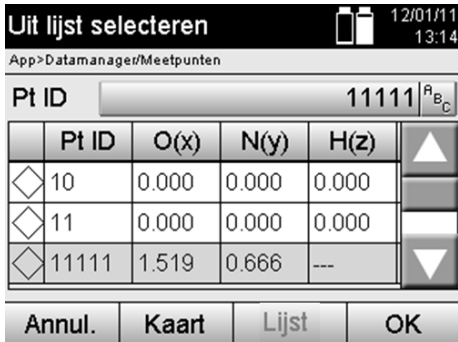 Uit lijst selecteren
12/01/11
13:14
App>Datamanager/Meetpunten
Pt ID 11111 ABC
Pt ID O(x) N(y) H(z)
10 0.000 0.000 0.000
11 0.000 0.000 0.000
11111 1.519 0.666 ---
Annul. Kaart Lijst OK